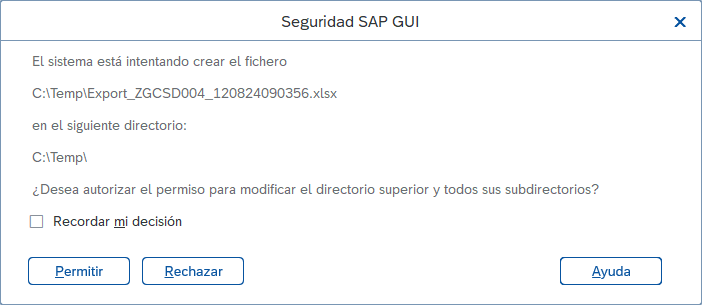 Seguridad SAP GUI
El sistema está intentando crear el fichero
C:\Temp\Export_ZGCSD004_120824090356.xlsx
en el siguiente directorio:
C:\Temp\
¿Desea autorizar el permiso para modificar el directorio superior y todos sus subdirectorios?
Recordar mi decisión
Permitir Rechazar Ayuda